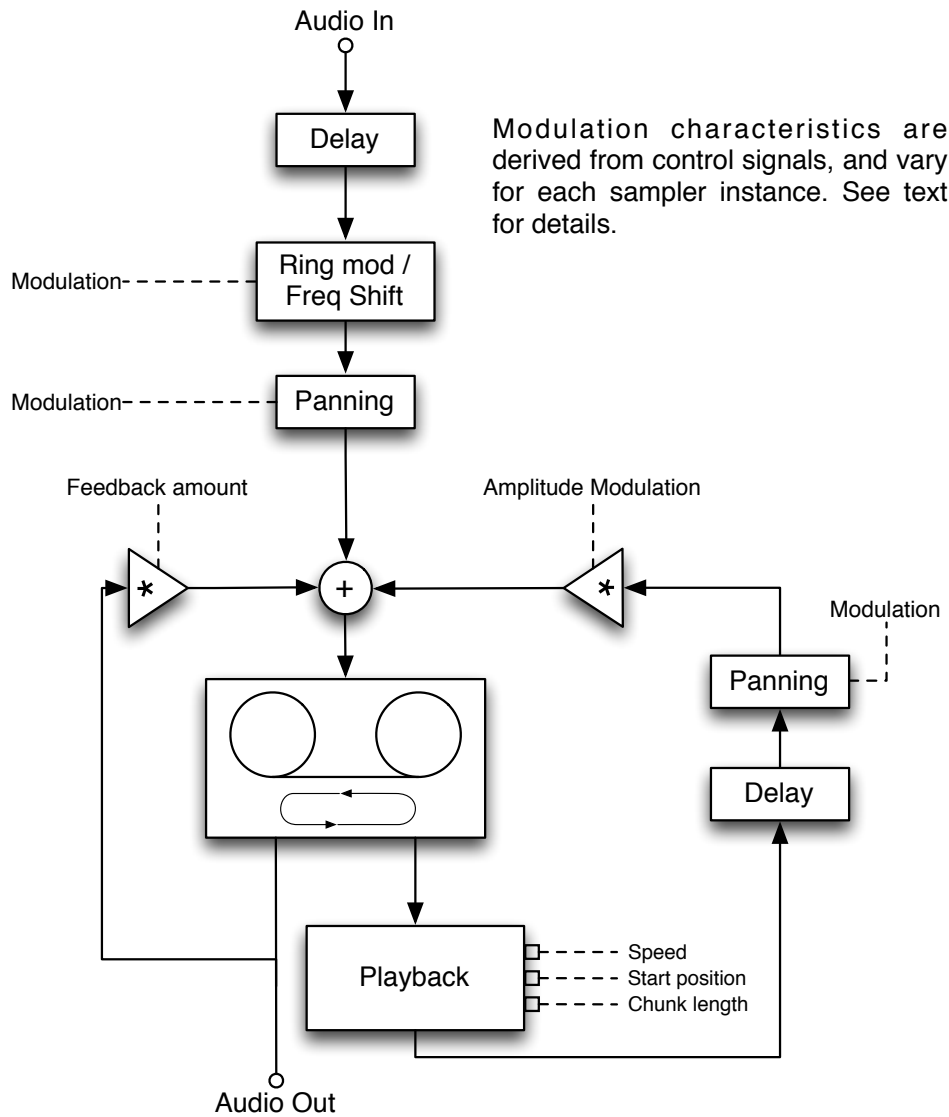 Audio In
Delay
Modulation characteristics are
derived from control signals, and vary
for each sampler instance. See text
for details.
Modulation
Ring mod /
Freq Shift
Modulation
Panning
Feedback amount
Amplitude Modulation
*
+
*
Modulation
Panning
Delay
Playback
Speed
Start position
Chunk length
Audio Out